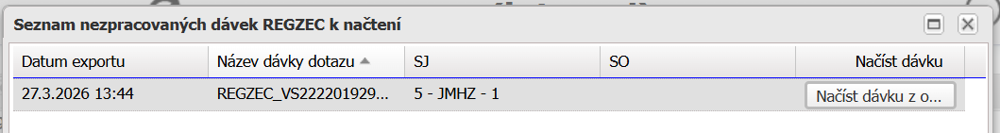 Seznam nezpracovaných dávek REGZEC k načtení
Datum exportu Název dávky dotazu SJ SO Načíst dávku
27.3.2026 13:44 REGZEC_VS222201929... 5 - JMHZ - 1 Načíst dávku z o...